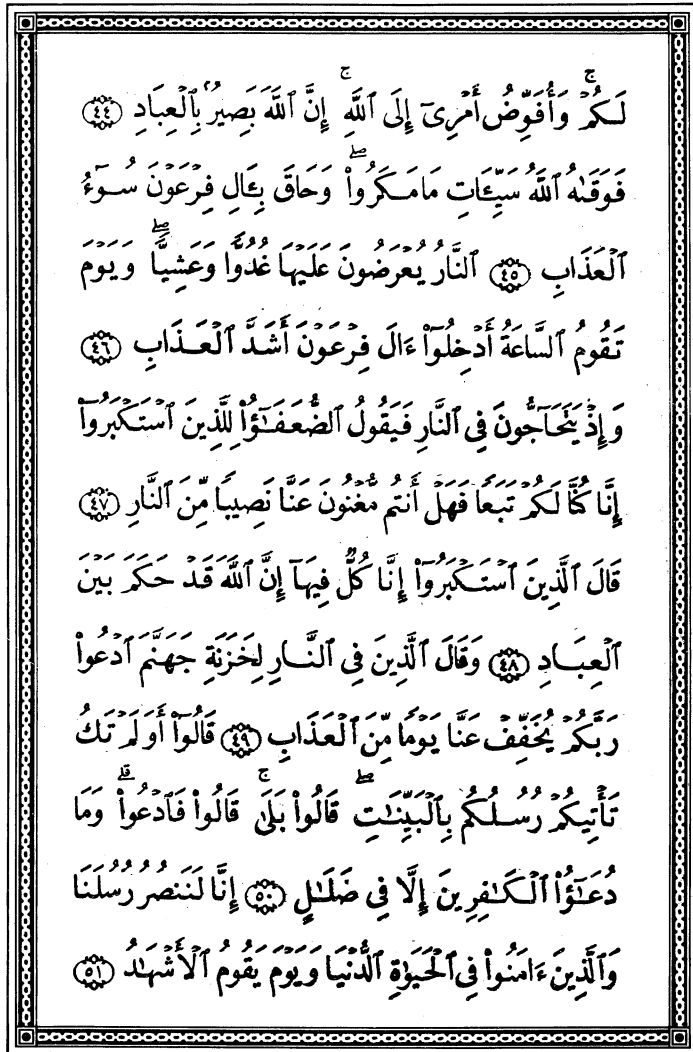 لَكُمْ ۚ وَأُفَوِّضُ أَمْرِىٓ إِلَى ٱللَّهِ ۚ إِنَّ ٱللَّهَ بَصِيرٌۢ بِٱلْعِبَادِ ﴿٤٤﴾
فَوَقَىٰهُ ٱللَّهُ سَيِّـَٔاتِ مَا مَكَرُوا۟ ۖ وَحَاقَ بِـَٔالِ فِرْعَوْنَ سُوٓءُ
ٱلْعَذَابِ ﴿٤٥﴾ ٱلنَّارُ يُعْرَضُونَ عَلَيْهَا غُدُوًّا وَعَشِيًّا ۖ وَيَوْمَ
تَقُومُ ٱلسَّاعَةُ أَدْخِلُوٓا۟ ءَالَ فِرْعَوْنَ أَشَدَّ ٱلْعَذَابِ ﴿٤٦﴾
وَإِذْ يَتَحَآجُّونَ فِى ٱلنَّارِ فَيَقُولُ ٱلضُّعَفَـٰٓؤُا۟ لِلَّذِينَ ٱسْتَكْبَرُوٓا۟
إِنَّا كُنَّا لَكُمْ تَبَعًا فَهَلْ أَنتُم مُّغْنُونَ عَنَّا نَصِيبًا مِّنَ ٱلنَّارِ ﴿٤٧﴾
قَالَ ٱلَّذِينَ ٱسْتَكْبَرُوٓا۟ إِنَّا كُلٌّ فِيهَآ إِنَّ ٱللَّهَ قَدْ حَكَمَ بَيْنَ
ٱلْعِبَادِ ﴿٤٨﴾ وَقَالَ ٱلَّذِينَ فِى ٱلنَّارِ لِخَزَنَةِ جَهَنَّمَ ٱدْعُوا۟
رَبَّكُمْ يُخَفِّفْ عَنَّا يَوْمًا مِّنَ ٱلْعَذَابِ ﴿٤٩﴾ قَالُوٓا۟ أَوَلَمْ تَكُ
تَأْتِيكُمْ رُسُلُكُم بِٱلْبَيِّنَـٰتِ ۖ قَالُوا۟ بَلَىٰ ۚ قَالُوا۟ فَٱدْعُوا۟ ۗ وَمَا
دُعَـٰٓؤُا۟ ٱلْكَـٰفِرِينَ إِلَّا فِى ضَلَـٰلٍ ﴿٥٠﴾ إِنَّا لَنَنصُرُ رُسُلَنَا
وَٱلَّذِينَ ءَامَنُوا۟ فِى ٱلْحَيَوٰةِ ٱلدُّنْيَا وَيَوْمَ يَقُومُ ٱلْأَشْهَـٰدُ ﴿٥١﴾